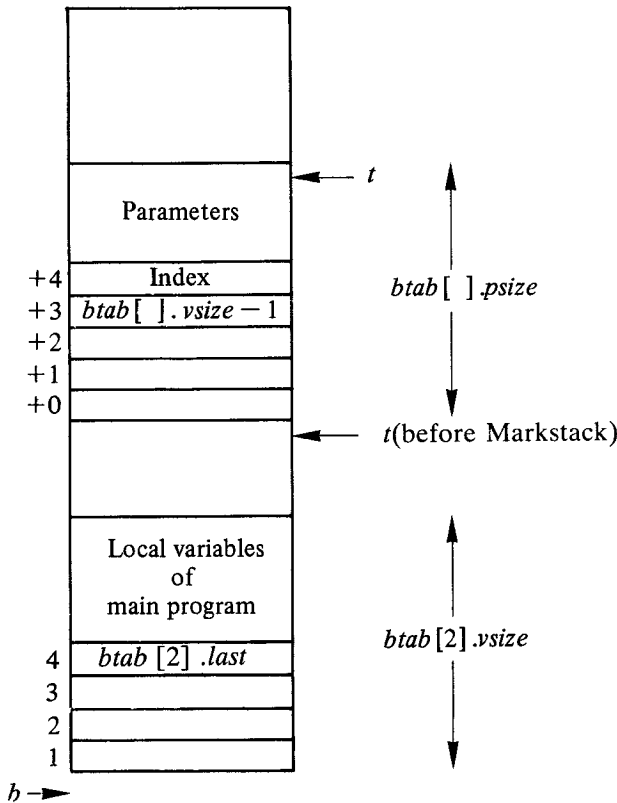 t
Parameters
+4 Index
btab[ ].psize
+3 btab[ ].vsize − 1
+2
+1
+0
t(before Markstack)
Local variables
of
main program
btab[2].vsize
4 btab [2] .last
3
2
1
b